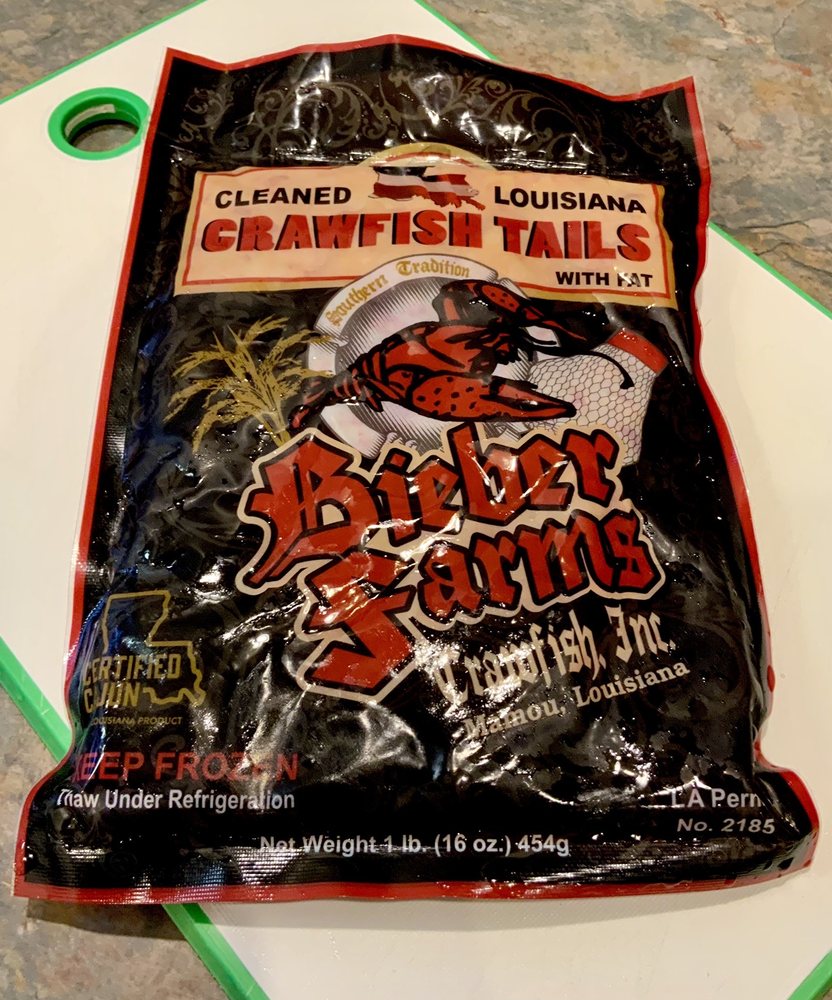 CLEANED LOUISIANA
CRAWFISH TAILS
WITH FAT
Southern Tradition
Bieber
Farms
Crawfish, Inc.
Mamou, Louisiana
CERTIFIED
CAJUN
LOUISIANA PRODUCT
KEEP FROZEN
Thaw Under Refrigeration
LA Perm
No. 2185
Net Weight 1 lb. (16 oz.) 454g